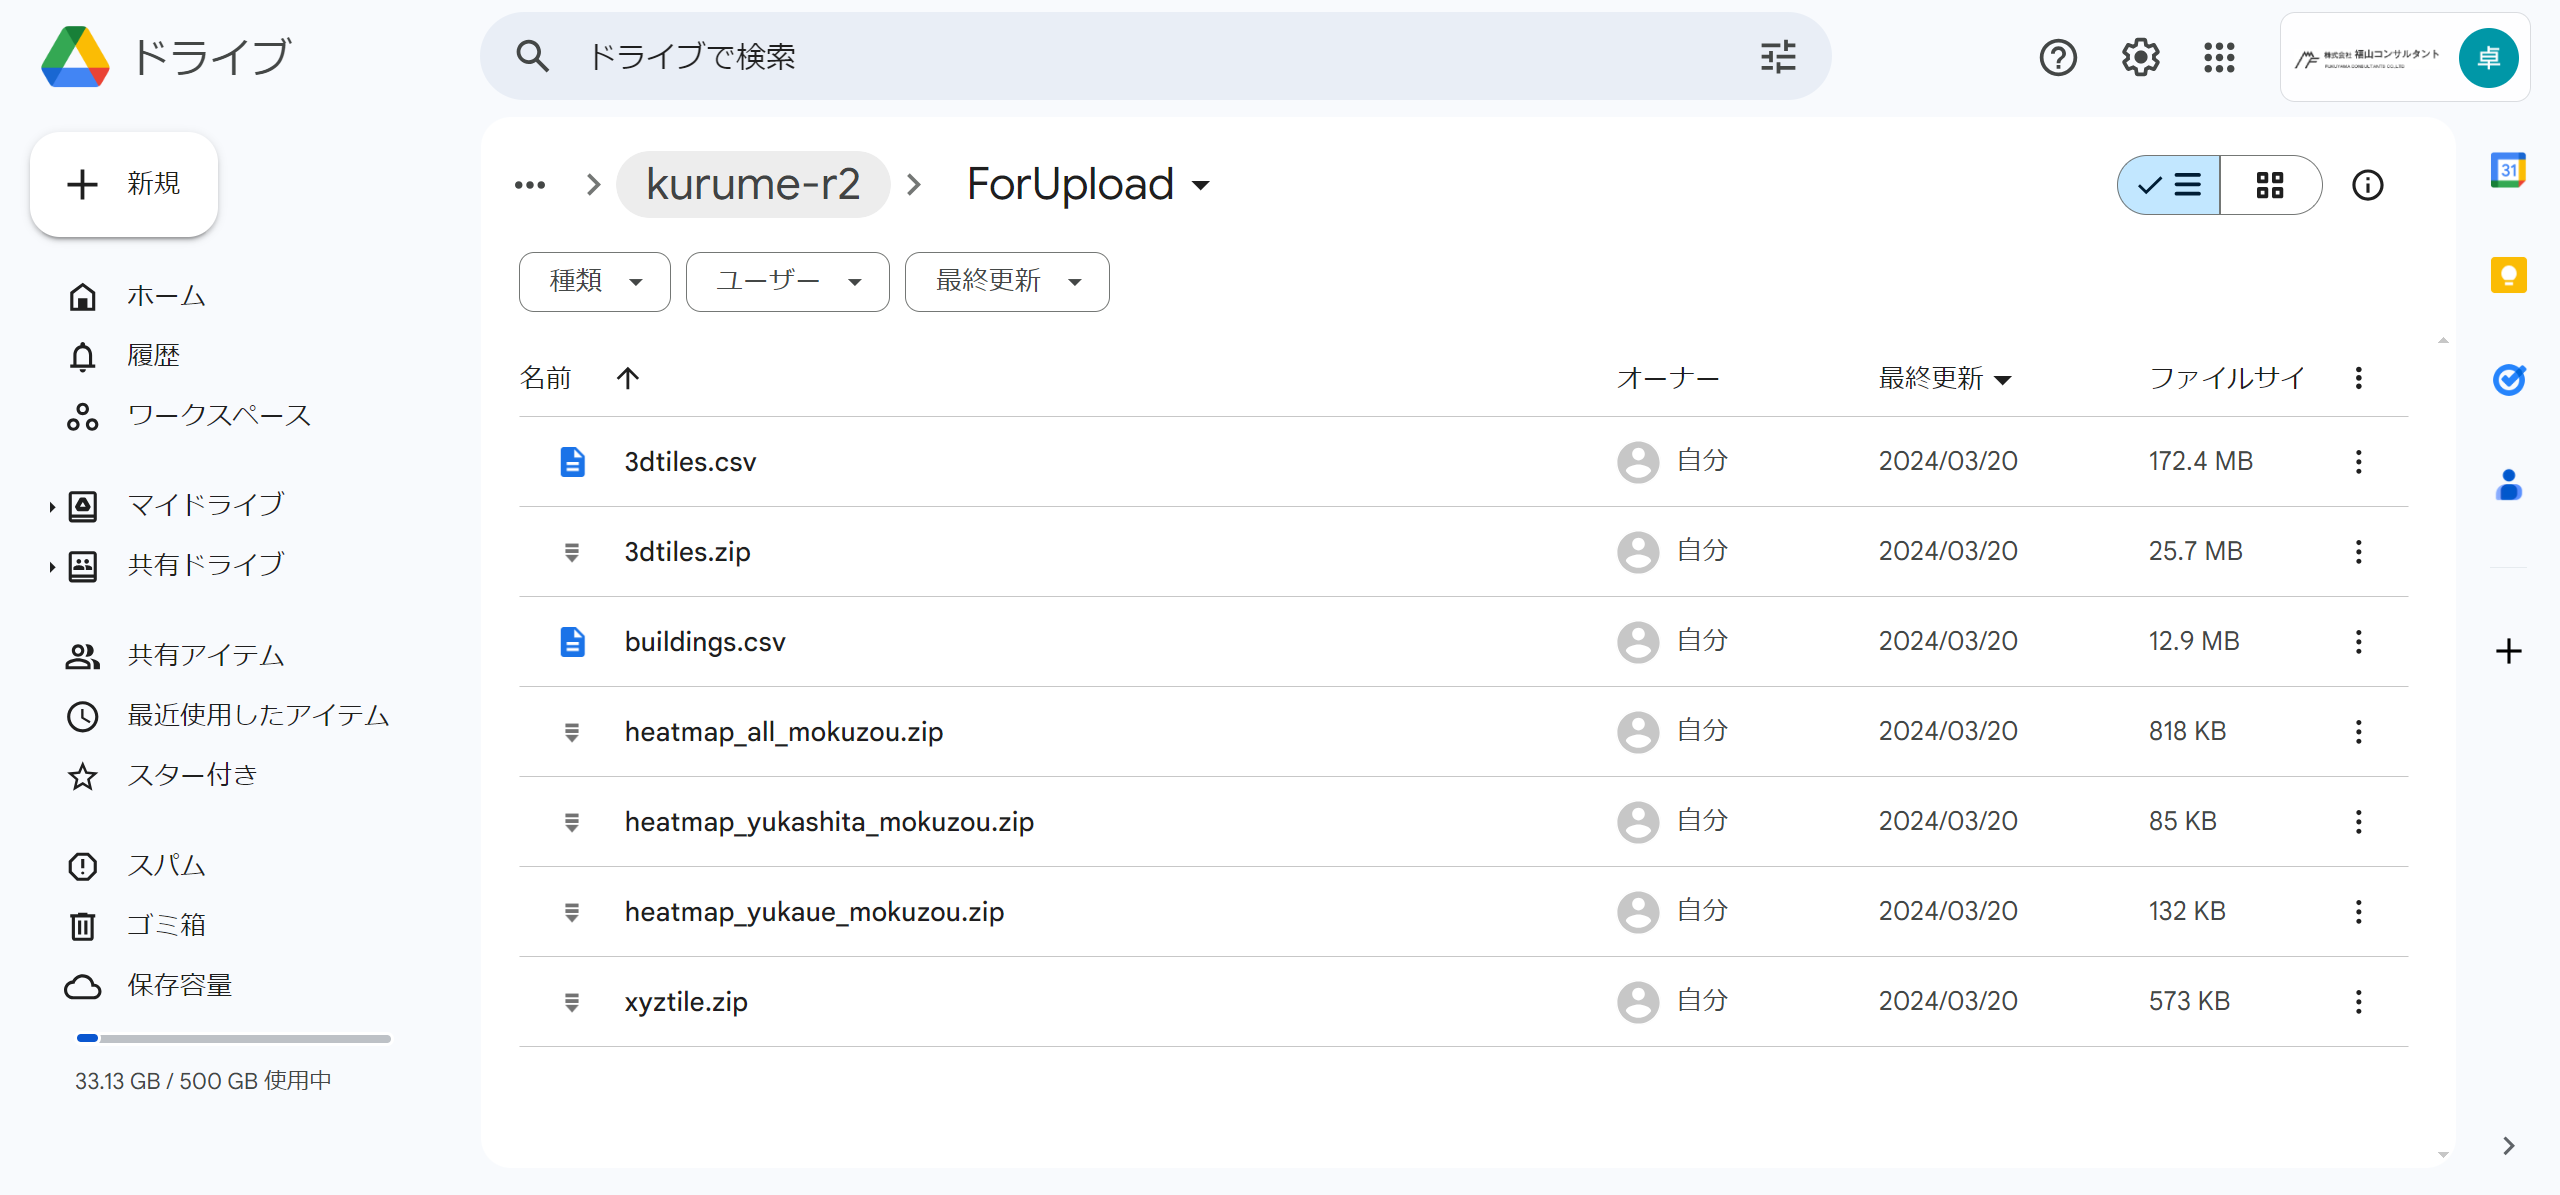 ドライブ
ドライブで検索
株式会社 福山コンサルタント
FUKUYAMA CONSULTANTS CO.,LTD.
卓
新規
ホーム
履歴
ワークスペース
マイドライブ
共有ドライブ
共有アイテム
最近使用したアイテム
スター付き
スパム
ゴミ箱
保存容量
33.13 GB / 500 GB 使用中
kurume-r2 ForUpload
種類 ユーザー 最終更新
名前 オーナー 最終更新 ファイルサイ
3dtiles.csv 自分 2024/03/20 172.4 MB
3dtiles.zip 自分 2024/03/20 25.7 MB
buildings.csv 自分 2024/03/20 12.9 MB
heatmap_all_mokuzou.zip 自分 2024/03/20 818 KB
heatmap_yukashita_mokuzou.zip 自分 2024/03/20 85 KB
heatmap_yukaue_mokuzou.zip 自分 2024/03/20 132 KB
xyztile.zip 自分 2024/03/20 573 KB
31